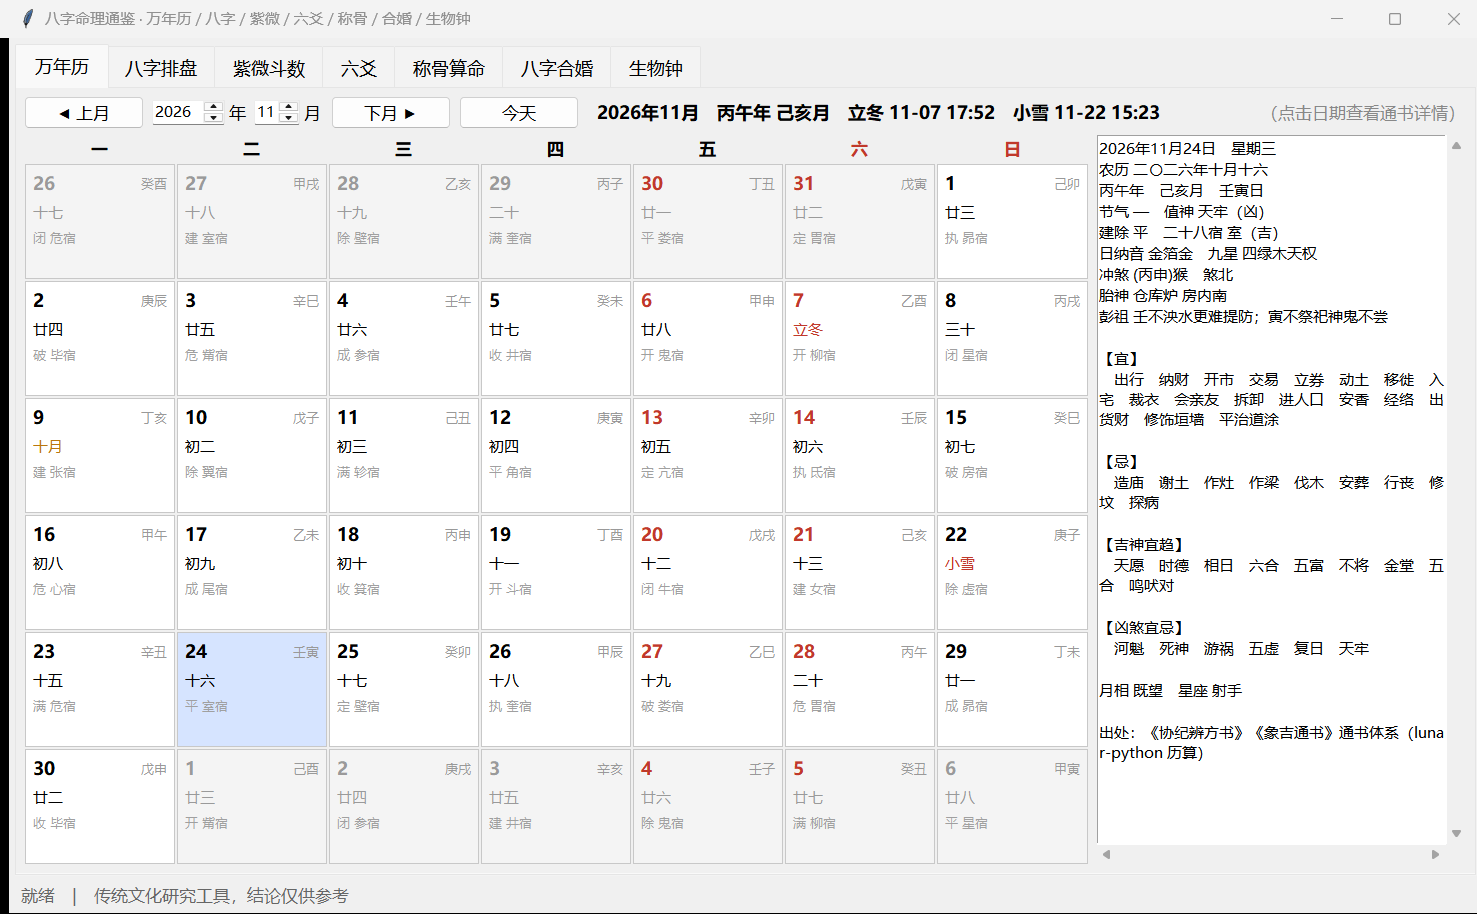 八字命理通鉴 · 万年历 / 八字 / 紫微 / 六爻 / 称骨 / 合婚 / 生物钟
万年历 八字排盘 紫微斗数 六爻 称骨算命 八字合婚 生物钟
◄ 上月 2026 年 11 月 下月 ► 今天 2026年11月 丙午年 己亥月 立冬 11-07 17:52 小雪 11-22 15:23 （点击日期查看通书详情）
一 二 三 四 五 六 日
26 癸酉 27 甲戌 28 乙亥 29 丙子 30 丁丑 31 戊寅 1 己卯
十七 十八 十九 二十 廿一 廿二 廿三
闭 危宿 建 室宿 除 壁宿 满 奎宿 平 娄宿 定 胃宿 执 昴宿
2 庚辰 3 辛巳 4 壬午 5 癸未 6 甲申 7 乙酉 8 丙戌
廿四 廿五 廿六 廿七 廿八 立冬 三十
破 毕宿 危 觜宿 成 参宿 收 井宿 开 鬼宿 开 柳宿 闭 星宿
9 丁亥 10 戊子 11 己丑 12 庚寅 13 辛卯 14 壬辰 15 癸巳
十月 初二 初三 初四 初五 初六 初七
建 张宿 除 翼宿 满 轸宿 平 角宿 定 亢宿 执 氐宿 破 房宿
16 甲午 17 乙未 18 丙申 19 丁酉 20 戊戌 21 己亥 22 庚子
初八 初九 初十 十一 十二 十三 小雪
危 心宿 成 尾宿 收 箕宿 开 斗宿 闭 牛宿 建 女宿 除 虚宿
23 辛丑 24 壬寅 25 癸卯 26 甲辰 27 乙巳 28 丙午 29 丁未
十五 十六 十七 十八 十九 二十 廿一
满 危宿 平 室宿 定 壁宿 执 奎宿 破 娄宿 危 胃宿 成 昴宿
30 戊申 1 己酉 2 庚戌 3 辛亥 4 壬子 5 癸丑 6 甲寅
廿二 廿三 廿四 廿五 廿六 廿七 廿八
收 毕宿 开 觜宿 闭 参宿 建 井宿 除 鬼宿 满 柳宿 平 星宿
2026年11月24日 星期三
农历 二〇二六年十月十六
丙午年 己亥月 壬寅日
节气 — 值神 天牢（凶）
建除 平 二十八宿 室（吉）
日纳音 金箔金 九星 四绿木天权
冲煞 (丙申)猴 煞北
胎神 仓库炉 房内南
彭祖 壬不泱水更难提防；寅不祭祀神鬼不尝
【宜】
出行 纳财 开市 交易 立券 动土 移徙 入
宅 裁衣 会亲友 拆卸 进人口 安香 经络 出
货财 修饰垣墙 平治道涂
【忌】
造庙 谢土 作灶 作梁 伐木 安葬 行丧 修
坟 探病
【吉神宜趋】
天愿 时德 相日 六合 五富 不将 金堂 五
合 鸣吠对
【凶煞宜忌】
河魁 死神 游祸 五虚 复日 天牢
月相 既望 星座 射手
出处：《协纪辨方书》《象吉通书》通书体系（luna
r-python 历算）
就绪 | 传统文化研究工具，结论仅供参考